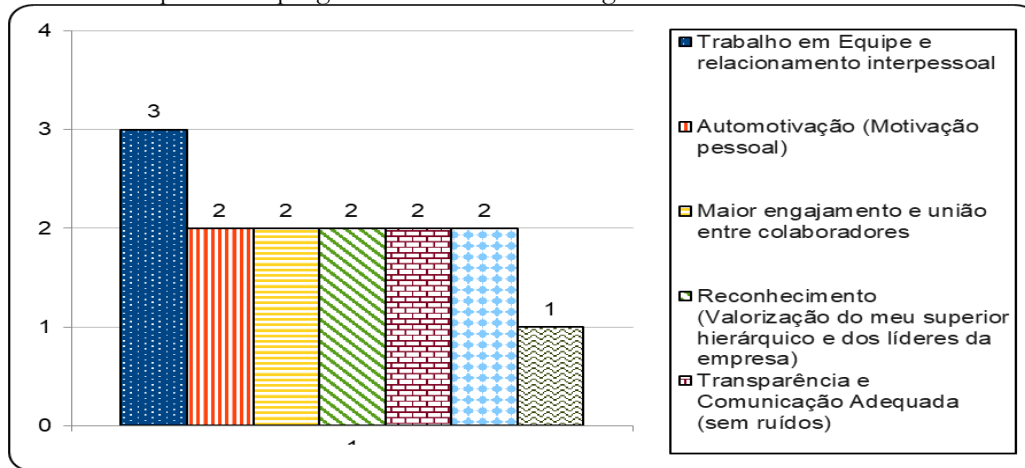 4
3
2
1
0
3
2
2
2
2
2
1
Trabalho em Equipe e
relacionamento interpessoal
Automotivação (Motivação
pessoal)
Maior engajamento e união
entre colaboradores
Reconhecimento
(Valorização do meu superior
hierárquico e dos líderes da
empresa)
Transparência e
Comunicação Adequada
(sem ruídos)